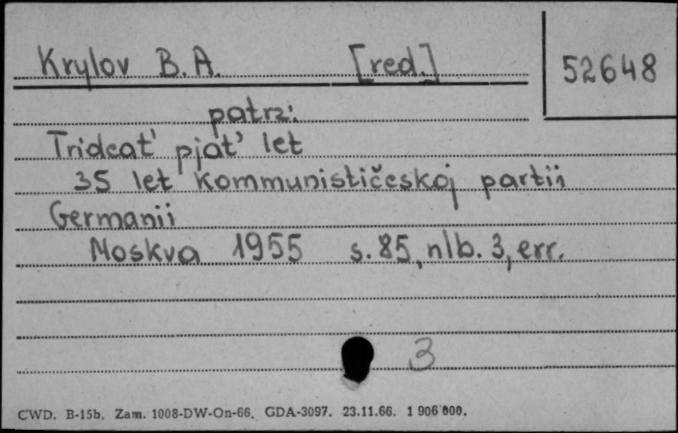 Krylov B. A. [red.] 52648
patrz:
Tridcat' pjat' let
35 let Kommunističeskoj partii
Germanii
Moskva 1955 s. 85, nlb. 3, err.
3
CWD. B-15b. Zam. 1008-DW-On-66. GDA-3097. 23.11.66. 1 906 000.